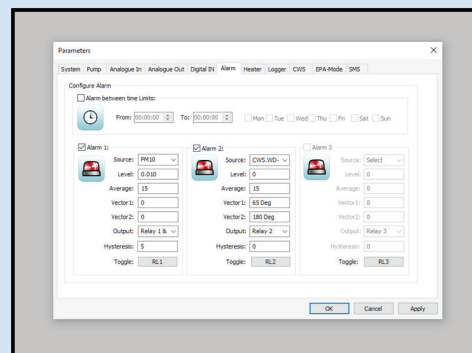 Parameters
System Pump Analogue In Analogue Out Digital IN Alarm Heater Logger CWS EPA-Mode SMS
Configure Alarm
Alarm between time Limits:
From: 00:00:00 To: 00:00:00 Mon Tue Wed Thu Fri Sat Sun
Alarm 1: Alarm 2: Alarm 3
Source: PM10 Source: CWS.WD- Source: Select
Level: 0.010 Level: 0 Level: 0
Average: 15 Average: 15 Average: 0
Vector1: 0 Vector1: 65 Deg Vector1: 0
Vector2: 0 Vector2: 180 Deg Vector2: 0
Output: Relay 1 & Output: Relay 2 Output: Relay 3
Hysteresis: 5 Hysteresis: 0 Hysteresis: 0
Toggle: RL1 Toggle: RL2 Toggle: RL3
OK Cancel Apply